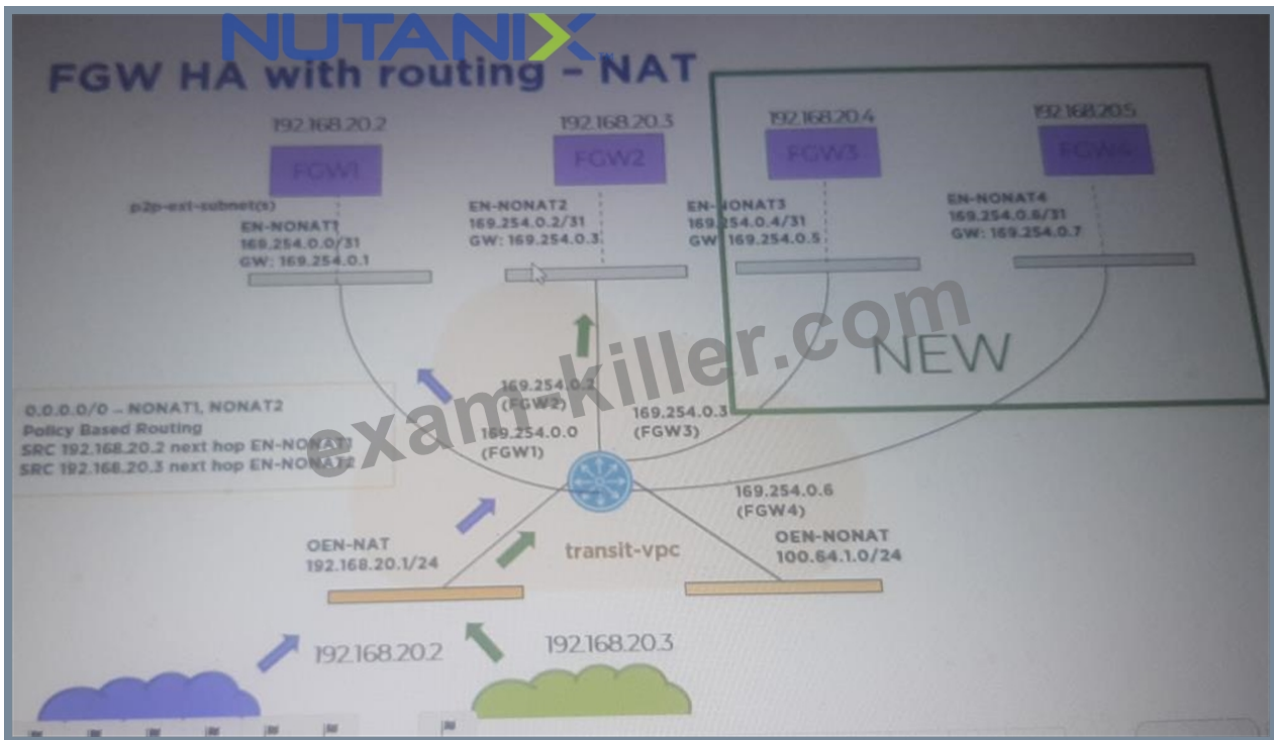 NUTANIX
FGW HA with routing – NAT
192.168.20.2
192.168.20.3
192.168.20.4
192.168.20.5
FGW1
FGW2
FGW3
FGW4
p2p-ext-subnet(s)
EN-NONAT1
169.254.0.0/31
GW: 169.254.0.1
EN-NONAT2
169.254.0.2/31
GW: 169.254.0.3
EN-NONAT3
169.254.0.4/31
GW 169.254.0.5
EN-NONAT4
169.254.0.6/31
GW: 169.254.0.7
NEW
exam-killer.com
0.0.0.0/0 – NONAT1, NONAT2
Policy Based Routing
SRC 192.168.20.2 next hop EN-NONAT1
SRC 192.168.20.3 next hop EN-NONAT2
169.254.0.2
(FGW2)
169.254.0.0
(FGW1)
169.254.0.3
(FGW3)
169.254.0.6
(FGW4)
OEN-NAT
192.168.20.1/24
transit-vpc
OEN-NONAT
100.64.1.0/24
192.168.20.2
192.168.20.3